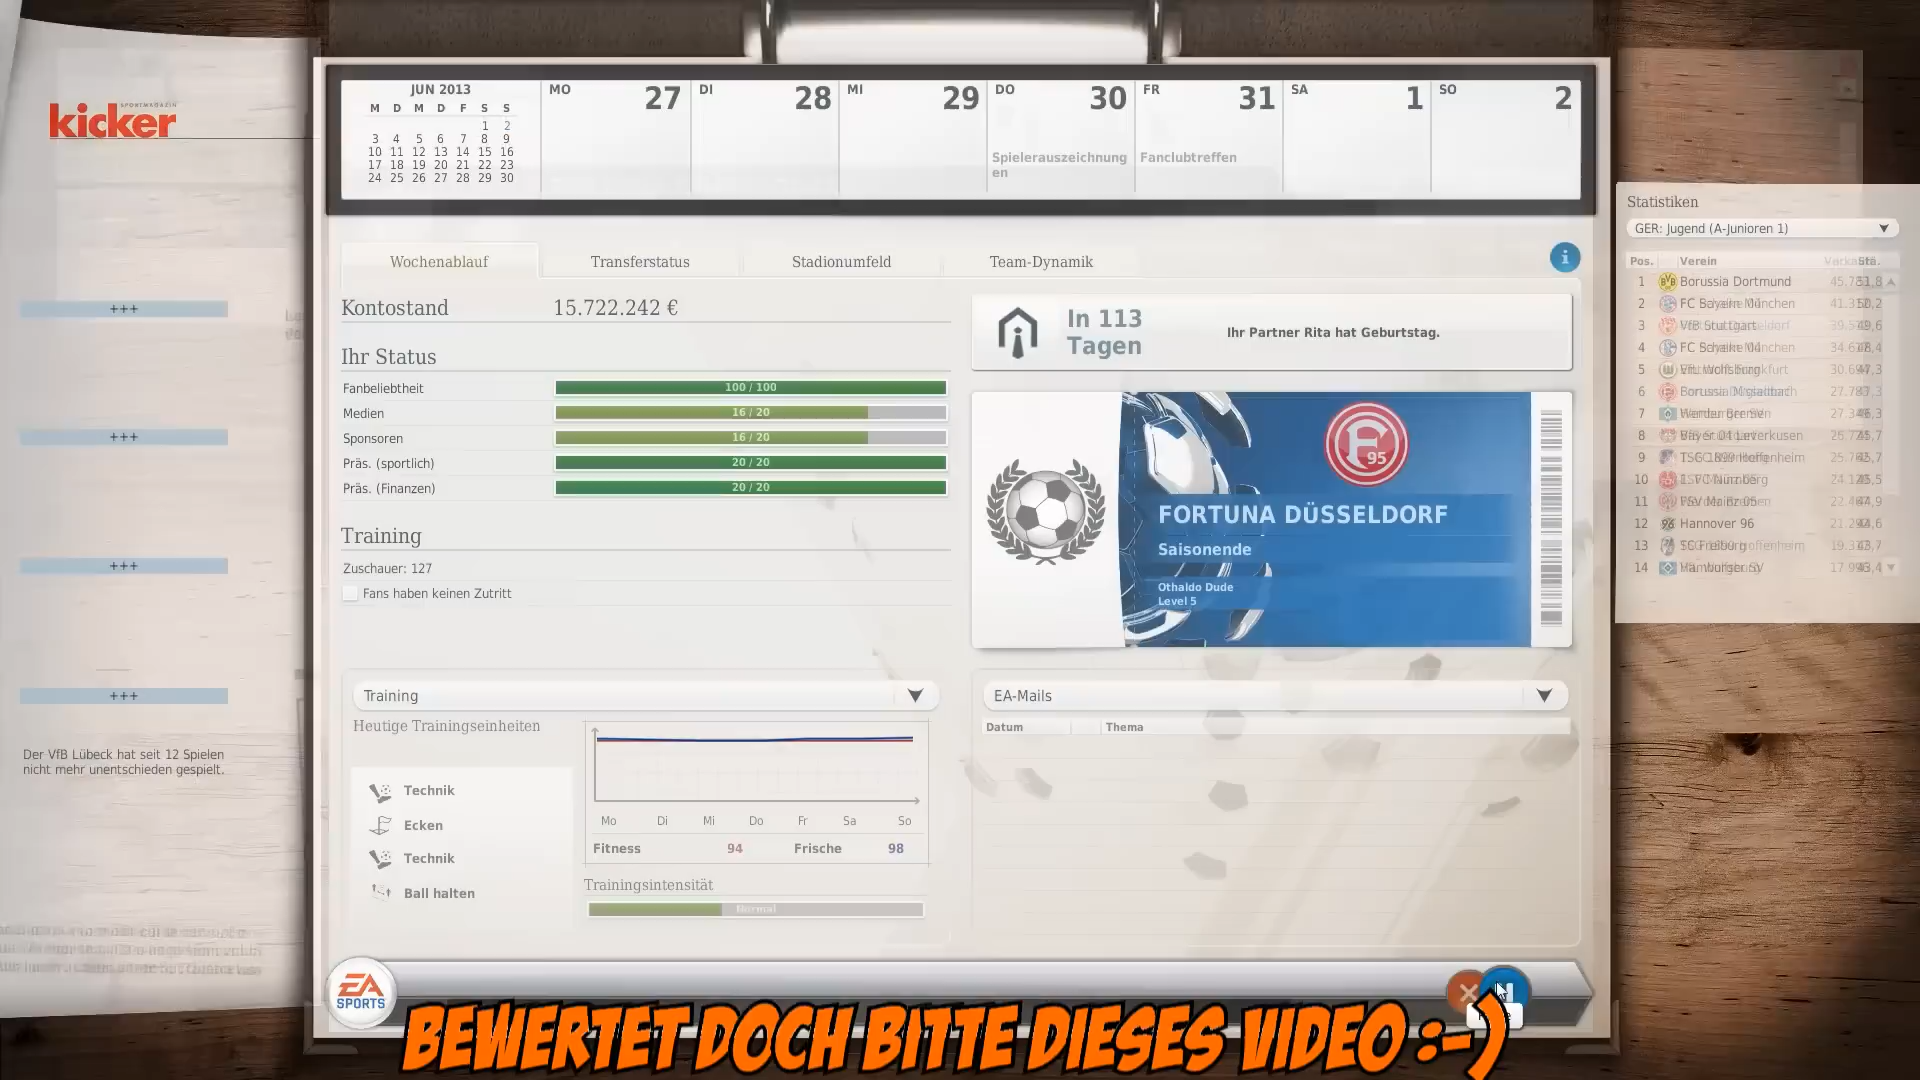 kicker
SPORTMAGAZIN
+++
+++
+++
+++
Der VfB Lübeck hat seit 12 Spielen
nicht mehr unentschieden gespielt.
JUN 2013
M D M D F S S
1 2
3 4 5 6 7 8 9
10 11 12 13 14 15 16
17 18 19 20 21 22 23
24 25 26 27 28 29 30
MO 27
DI 28
MI 29
DO 30
Spielerauszeichnung
en
FR 31
Fanclubtreffen
SA 1
SO 2
Wochenablauf Transferstatus Stadionumfeld Team-Dynamik
Kontostand 15.722.242 €
Ihr Status
Fanbeliebtheit 100 / 100
Medien 16 / 20
Sponsoren 16 / 20
Präs. (sportlich) 20 / 20
Präs. (Finanzen) 20 / 20
Training
Zuschauer: 127
Fans haben keinen Zutritt
In 113
Tagen
Ihr Partner Rita hat Geburtstag.
F 95
FORTUNA DÜSSELDORF
Saisonende
Othaldo Dude
Level 5
Training
Heutige Trainingseinheiten
Technik
Ecken
Technik
Ball halten
Mo Di Mi Do Fr Sa So
Fitness 94 Frische 98
Trainingsintensität
Normal
EA-Mails
Datum Thema
Statistiken
GER: Jugend (A-Junioren 1)
Pos. Verein
1 Borussia Dortmund
2
3
4
5
6
7
8
9
10
11
12 Hannover 96
13
14
EA
SPORTS
BEWERTET DOCH BITTE DIESES VIDEO :-)